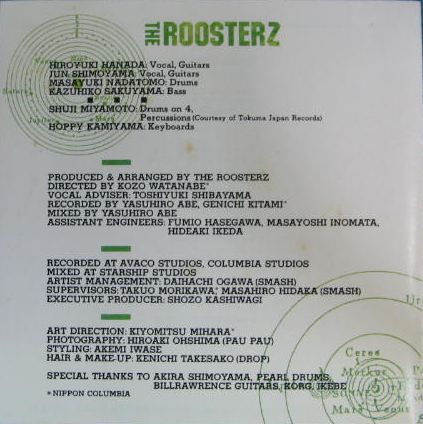 THE ROOSTERZ
HIROYUKI HANADA: Vocal, Guitars
JUN SHIMOYAMA: Vocal, Guitars
MASAYUKI NADATOMO: Drums
KAZUHIKO SAKUYAMA: Bass
SHUJI MIYAMOTO: Drums on 4,
Percussions (Courtesy of Tokuma Japan Records)
HOPPY KAMIYAMA: Keyboards
PRODUCED & ARRANGED BY THE ROOSTERZ
DIRECTED BY KOZO WATANABE*
VOCAL ADVISER: TOSHIYUKI SHIBAYAMA
RECORDED BY YASUHIRO ABE, GENICHI KITAMI*
MIXED BY YASUHIRO ABE
ASSISTANT ENGINEERS: FUMIO HASEGAWA, MASAYOSHI INOMATA,
HIDEAKI IKEDA
RECORDED AT AVACO STUDIOS, COLUMBIA STUDIOS
MIXED AT STARSHIP STUDIOS
ARTIST MANAGEMENT: DAIHACHI OGAWA (SMASH)
SUPERVISORS: TAKUO MORIKAWA,* MASAHIRO HIDAKA (SMASH)
EXECUTIVE PRODUCER: SHOZO KASHIWAGI
ART DIRECTION: KIYOMITSU MIHARA*
PHOTOGRAPHY: HIROAKI OHSHIMA (PAU PAU)
STYLING: AKEMI IWASE
HAIR & MAKE-UP: KENICHI TAKESAKO (DROP)
SPECIAL THANKS TO AKIRA SHIMOYAMA, PEARL DRUMS,
BILLRAWRENCE GUITARS, KORG, IKEBE
*NIPPON COLUMBIA
Ceres
Merkur
Mars Venus